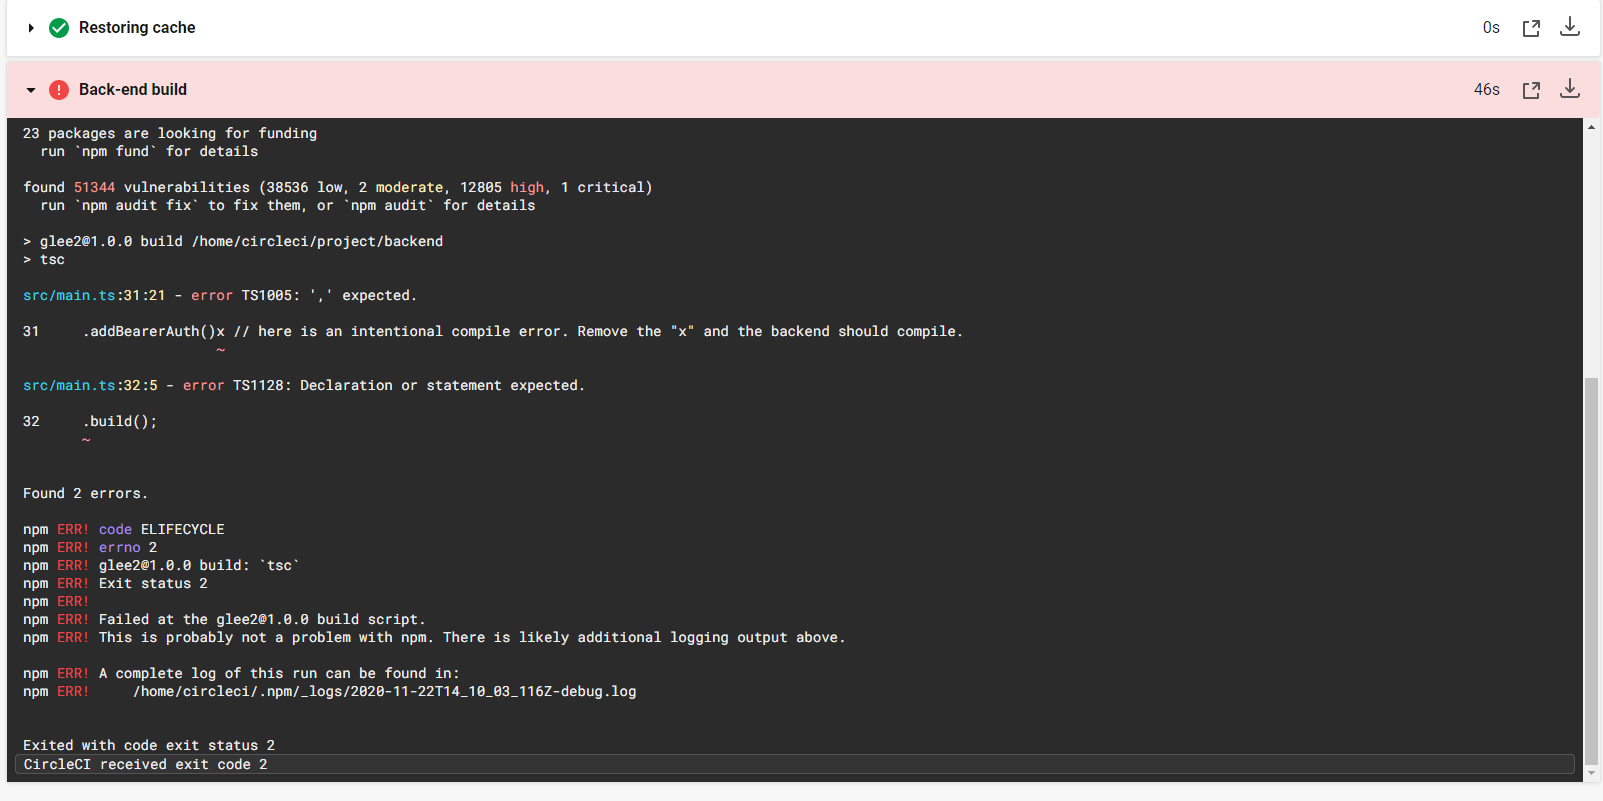 Restoring cache 0s
Back-end build 46s
23 packages are looking for funding
run `npm fund` for details
found 51344 vulnerabilities (38536 low, 2 moderate, 12805 high, 1 critical)
run `npm audit fix` to fix them, or `npm audit` for details
> glee2@1.0.0 build /home/circleci/project/backend
> tsc
src/main.ts:31:21 - error TS1005: ',' expected.
31     .addBearerAuth()x // here is an intentional compile error. Remove the "x" and the backend should compile.
~
src/main.ts:32:5 - error TS1128: Declaration or statement expected.
32     .build();
~
Found 2 errors.
npm ERR! code ELIFECYCLE
npm ERR! errno 2
npm ERR! glee2@1.0.0 build: `tsc`
npm ERR! Exit status 2
npm ERR!
npm ERR! Failed at the glee2@1.0.0 build script.
npm ERR! This is probably not a problem with npm. There is likely additional logging output above.
npm ERR! A complete log of this run can be found in:
npm ERR!     /home/circleci/.npm/_logs/2020-11-22T14_10_03_116Z-debug.log
Exited with code exit status 2
CircleCI received exit code 2